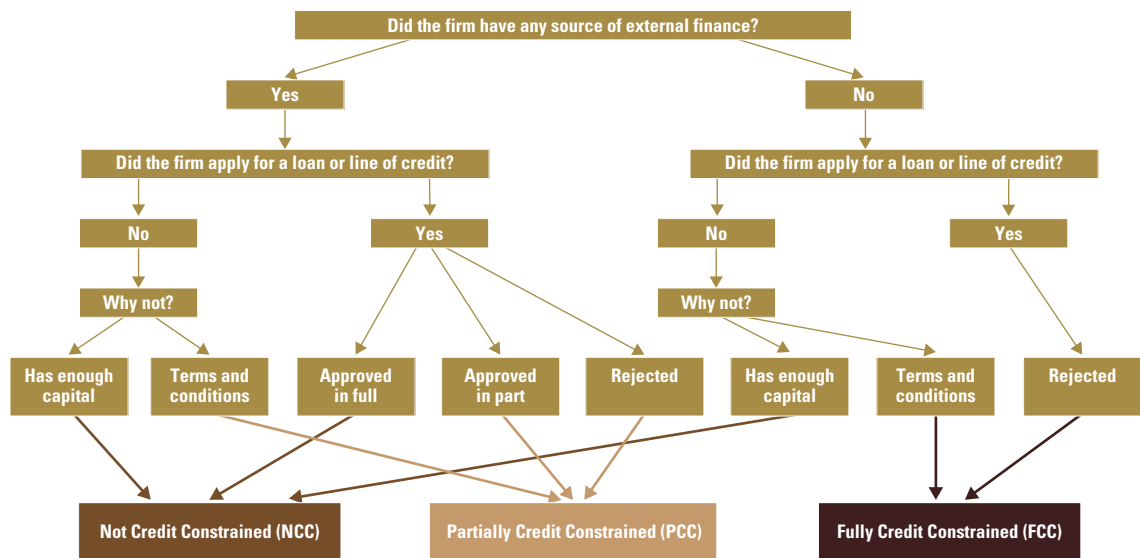 Did the firm have any source of external finance?
Yes
No
Did the firm apply for a loan or line of credit?
Did the firm apply for a loan or line of credit?
No
Yes
No
Yes
Why not?
Why not?
Has enough
capital
Terms and
conditions
Approved
in full
Approved
in part
Rejected
Has enough
capital
Terms and
conditions
Rejected
Not Credit Constrained (NCC)
Partially Credit Constrained (PCC)
Fully Credit Constrained (FCC)